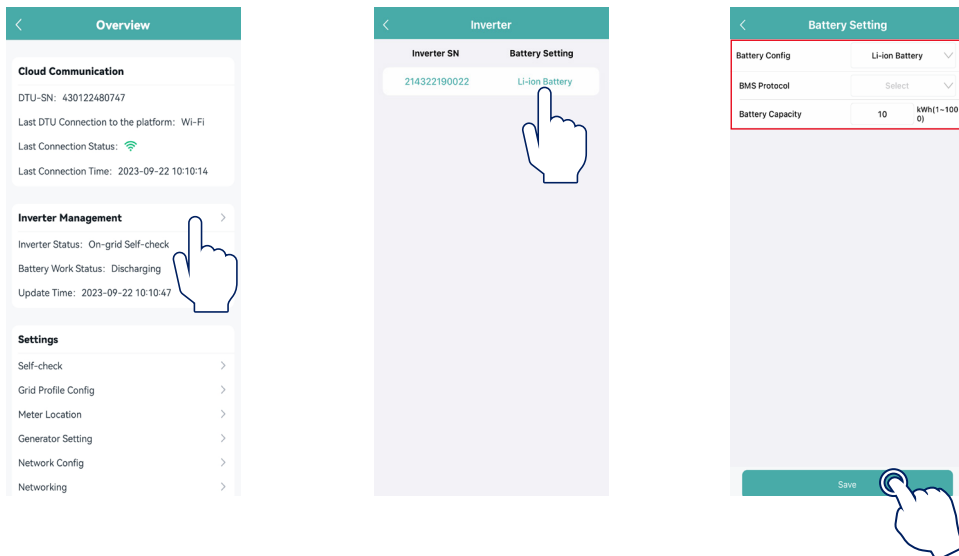 Overview
Cloud Communication
DTU-SN: 430122480747
Last DTU Connection to the platform: Wi-Fi
Last Connection Status:
Last Connection Time: 2023-09-22 10:10:14
Inverter Management
Inverter Status: On-grid Self-check
Battery Work Status: Discharging
Update Time: 2023-09-22 10:10:47
Settings
Self-check
Grid Profile Config
Meter Location
Generator Setting
Network Config
Networking
Inverter
Inverter SN Battery Setting
214322190022 Li-ion Battery
Battery Setting
Battery Config Li-ion Battery
BMS Protocol Select
Battery Capacity 10 kWh(1~100
0)
Save